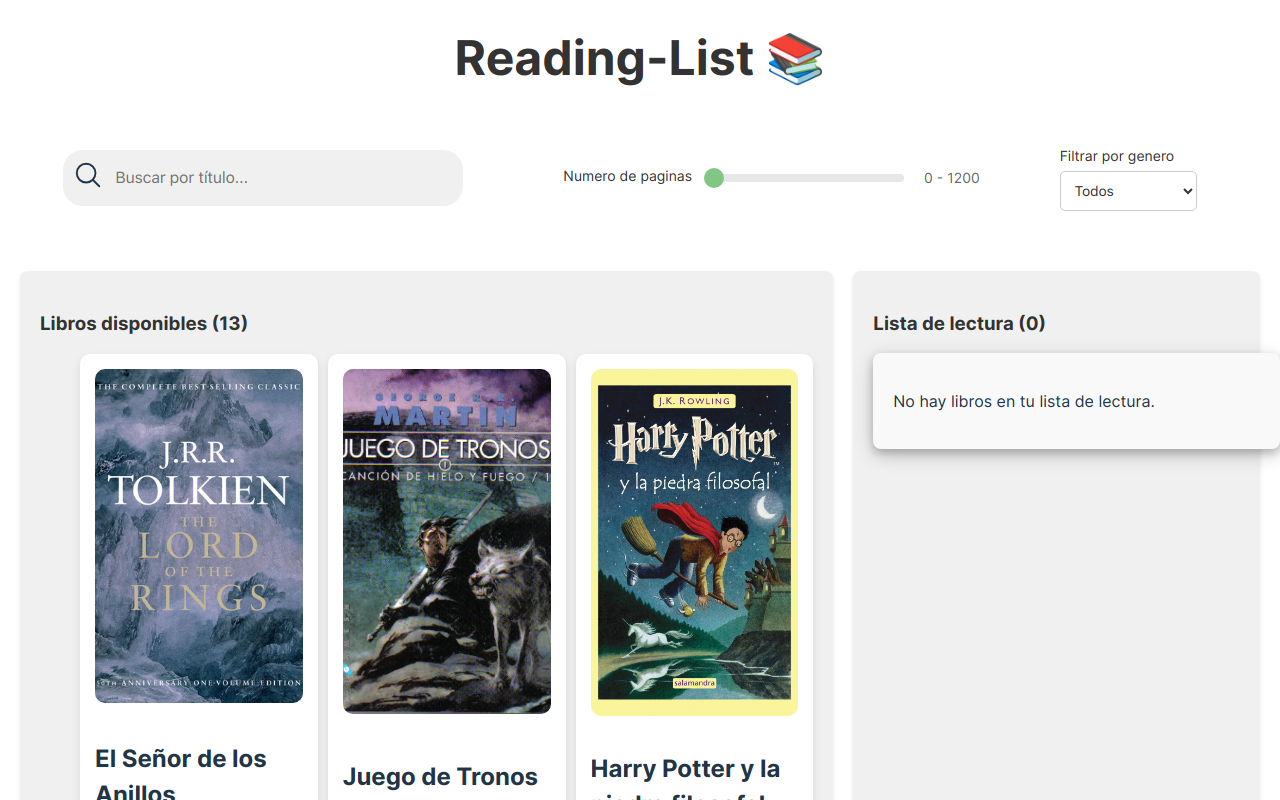 Reading-List 📚
Buscar por título...
Numero de paginas
0 - 1200
Filtrar por genero
Todos
Libros disponibles (13)
THE COMPLETE BEST-SELLING CLASSIC
J.R.R.
TOLKIEN
THE
LORD
OF THE
RINGS
50TH ANNIVERSARY ONE-VOLUME EDITION
El Señor de los
Anillos
GEORGE R. R.
MARTIN
JUEGO DE TRONOS
CANCIÓN DE HIELO Y FUEGO / 1
Juego de Tronos
J.K. ROWLING
Harry Potter
y la piedra filosofal
salamandra
Harry Potter y la
piedra filosofal
Lista de lectura (0)
No hay libros en tu lista de lectura.